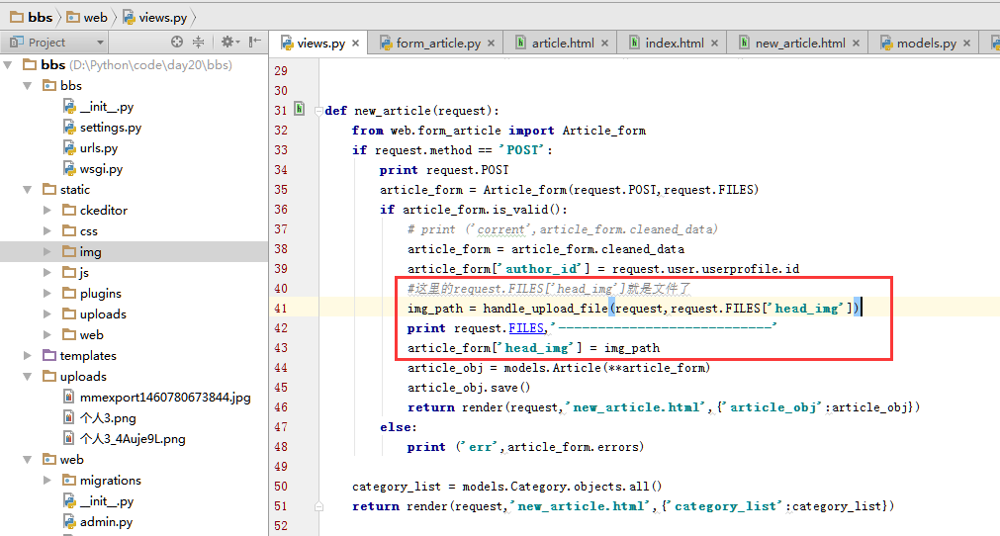 bbs web views.py
Project
views.py form_article.py article.html index.html new_article.html models.py
bbs (D:\Python\code\day20\bbs)
bbs
__init__.py
settings.py
urls.py
wsgi.py
static
ckeditor
css
img
js
plugins
uploads
web
templates
uploads
mmexport1460780673844.jpg
个人3.png
个人3_4Auje9L.png
web
migrations
__init__.py
admin.py
29
30
31 def new_article(request):
32 from web.form_article import Article_form
33 if request.method == 'POST':
34 print request.POST
35 article_form = Article_form(request.POST,request.FILES)
36 if article_form.is_valid():
37 # print ('corrent',article_form.cleaned_data)
38 article_form = article_form.cleaned_data
39 article_form['author_id'] = request.user.userprofile.id
40 #这里的request.FILES['head_img']就是文件了
41 img_path = handle_upload_file(request,request.FILES['head_img'])
42 print request.FILES,'----------------------------'
43 article_form['head_img'] = img_path
44 article_obj = models.Article(**article_form)
45 article_obj.save()
46 return render(request,'new_article.html',{'article_obj':article_obj})
47 else:
48 print ('err',article_form.errors)
49
50 category_list = models.Category.objects.all()
51 return render(request,'new_article.html',{'category_list':category_list})
52